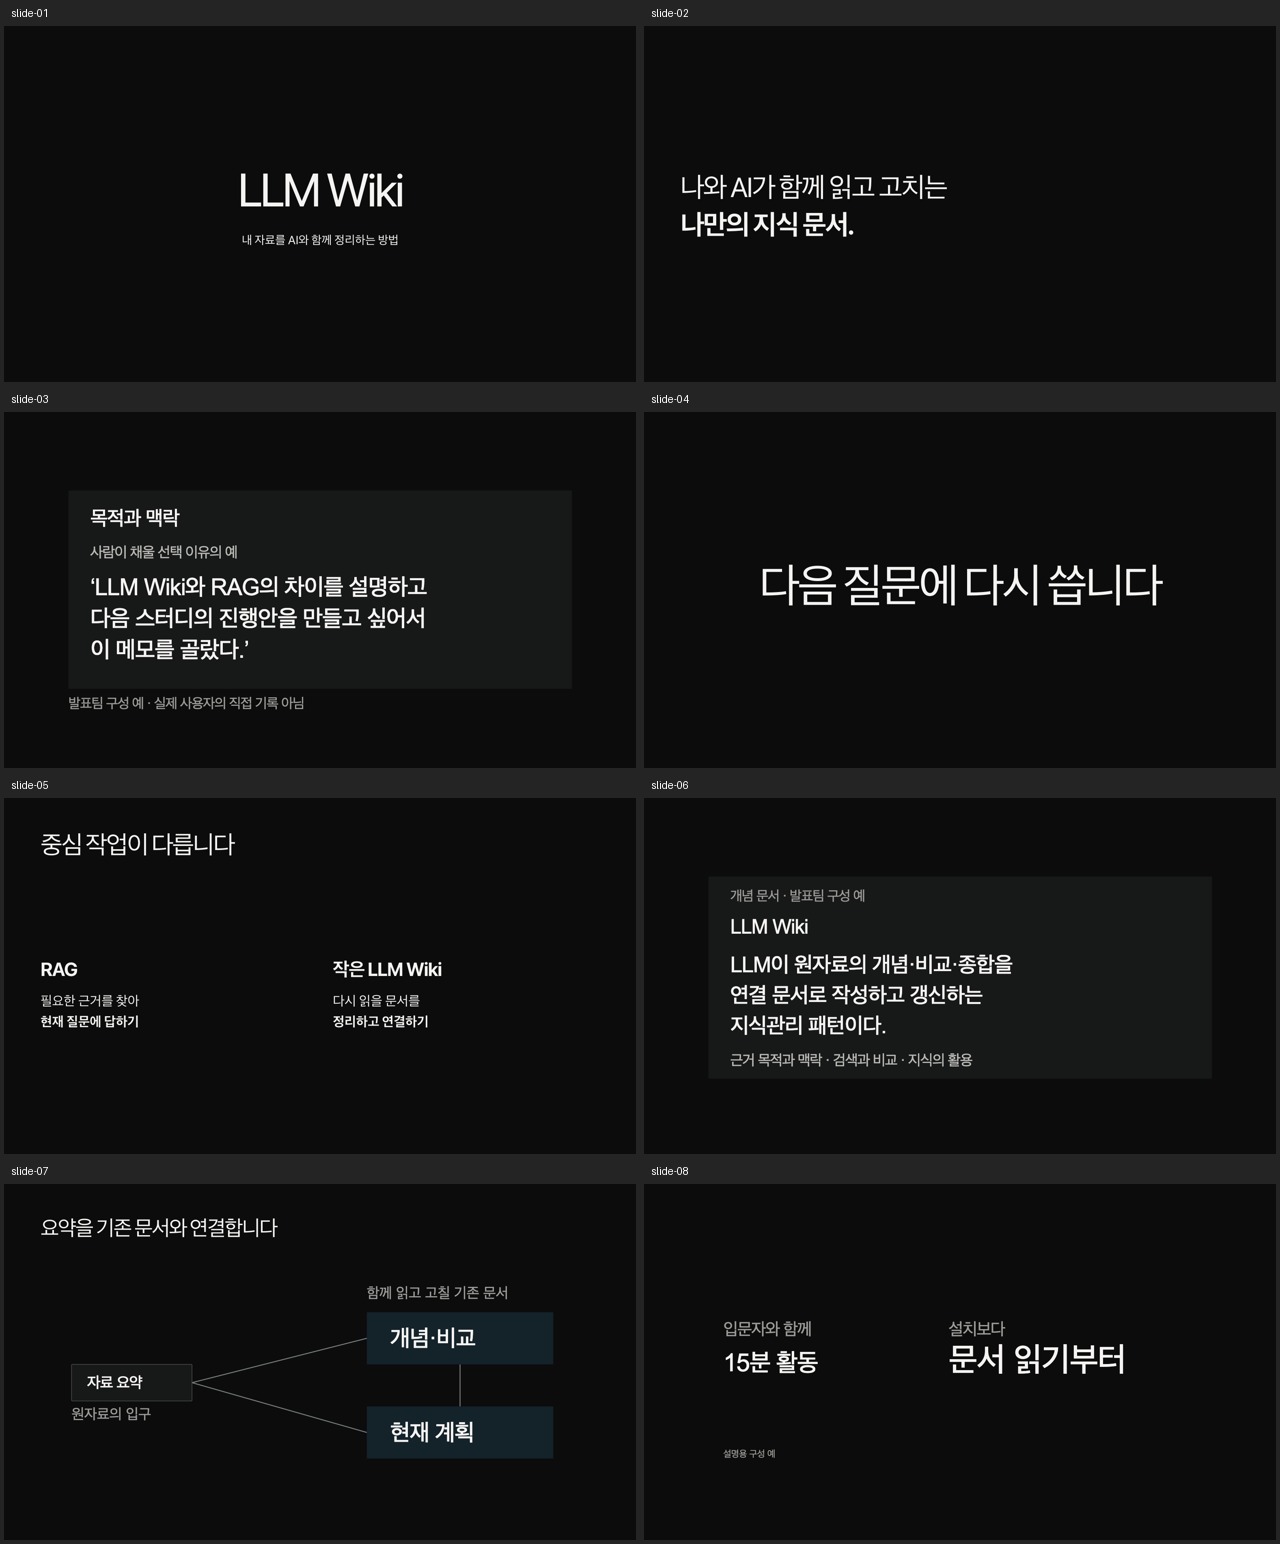 slide-01
LLM Wiki
내 자료를 AI와 함께 정리하는 방법
slide-02
나와 AI가 함께 읽고 고치는
나만의 지식 문서.
slide-03
목적과 맥락
사람이 채울 선택 이유의 예
‘LLM Wiki와 RAG의 차이를 설명하고
다음 스터디의 진행안을 만들고 싶어서
이 메모를 골랐다.’
발표팀 구성 예 · 실제 사용자의 직접 기록 아님
slide-04
다음 질문에 다시 씁니다
slide-05
중심 작업이 다릅니다
RAG
필요한 근거를 찾아
현재 질문에 답하기
작은 LLM Wiki
다시 읽을 문서를
정리하고 연결하기
slide-06
개념 문서 · 발표팀 구성 예
LLM Wiki
LLM이 원자료의 개념·비교·종합을
연결 문서로 작성하고 갱신하는
지식관리 패턴이다.
근거 목적과 맥락 · 검색과 비교 · 지식의 활용
slide-07
요약을 기존 문서와 연결합니다
함께 읽고 고칠 기존 문서
개념·비교
자료 요약
원자료의 입구
현재 계획
slide-08
입문자와 함께
15분 활동
설치보다
문서 읽기부터
설명용 구성 예